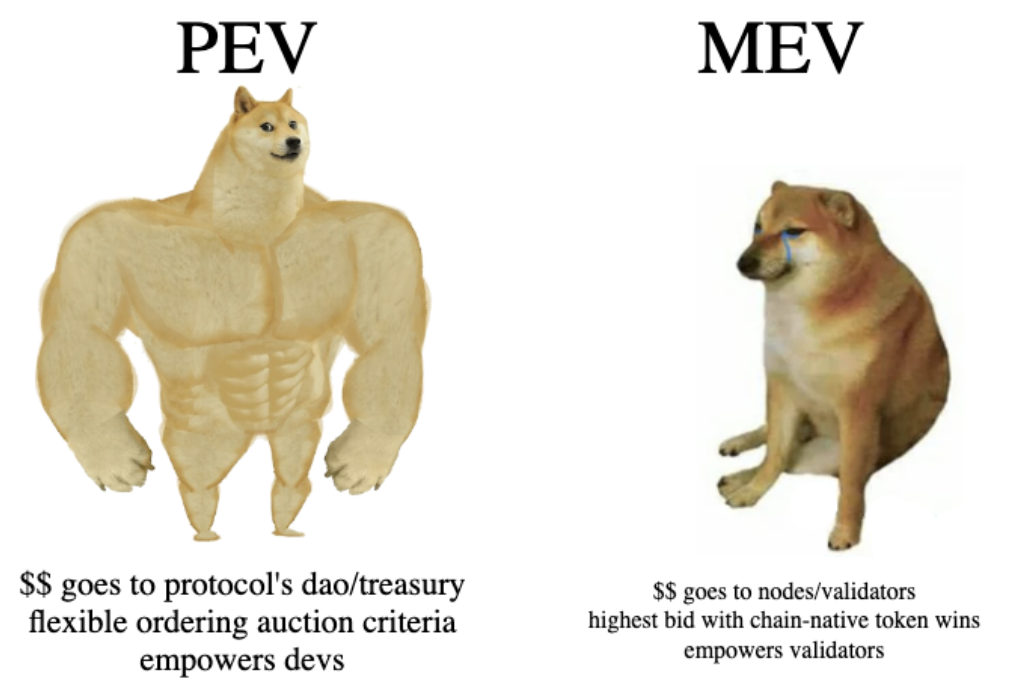 PEV
MEV
$$ goes to protocol's dao/treasury
flexible ordering auction criteria
empowers devs
$$ goes to nodes/validators
highest bid with chain-native token wins
empowers validators